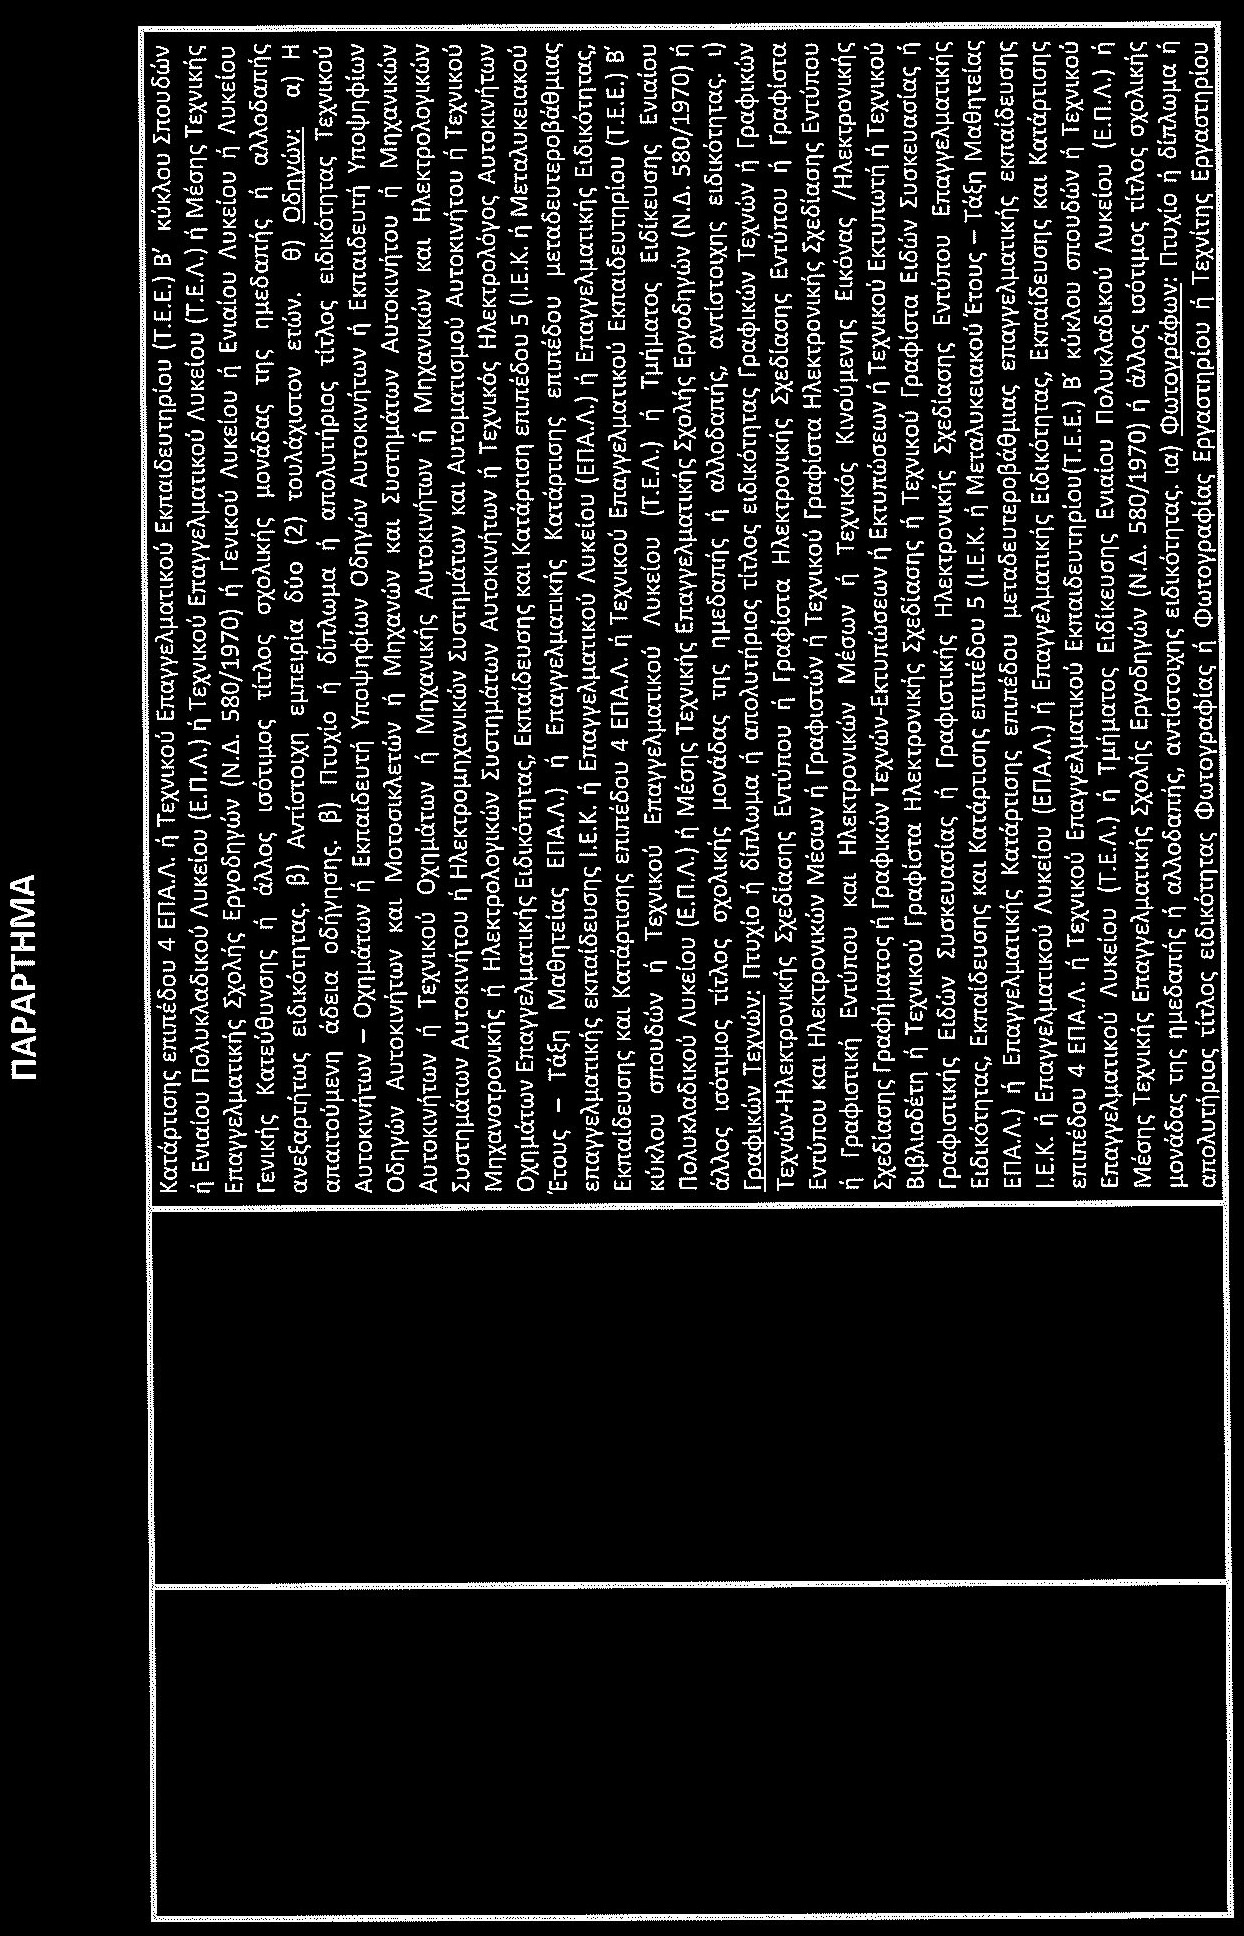 ΠΑΡΑΡΤΗΜΑ
Κατάρτισης επιπέδου 4 ΕΠΑ.Λ. ή Τεχνικού Επαγγελματικού Εκπαιδευτηρίου (Τ.Ε.Ε.) Β’ κύκλου Σπουδών
ή Ενιαίου Πολυκλαδικού Λυκείου (Ε.Π.Λ.) ή Τεχνικού Επαγγελματικού Λυκείου (Τ.Ε.Λ.) ή Μέσης Τεχνικής
Επαγγελματικής Σχολής Εργοδηγών (Ν.Δ. 580/1970) ή Γενικού Λυκείου ή Ενιαίου Λυκείου ή Λυκείου
Γενικής Κατεύθυνσης ή άλλος ισότιμος τίτλος σχολικής μονάδας της ημεδαπής ή αλλοδαπής
ανεξαρτήτως ειδικότητας. β) Αντίστοιχη εμπειρία δύο (2) τουλάχιστον ετών. θ) Οδηγών: α) Η
απαιτούμενη άδεια οδήγησης. β) Πτυχίο ή δίπλωμα ή απολυτήριος τίτλος ειδικότητας Τεχνικού
Αυτοκινήτων – Οχημάτων ή Εκπαιδευτή Υποψηφίων Οδηγών Αυτοκινήτων ή Εκπαιδευτή Υποψηφίων
Οδηγών Αυτοκινήτων και Μοτοσικλετών ή Μηχανών και Συστημάτων Αυτοκινήτου ή Μηχανικών
Αυτοκινήτων ή Τεχνικού Οχημάτων ή Μηχανικής Αυτοκινήτων ή Μηχανικών και Ηλεκτρολογικών
Συστημάτων Αυτοκινήτου ή Ηλεκτρομηχανικών Συστημάτων και Αυτοματισμού Αυτοκινήτου ή Τεχνικού
Μηχανοτρονικής ή Ηλεκτρολογικών Συστημάτων Αυτοκινήτων ή Τεχνικός Ηλεκτρολόγος Αυτοκινήτων
Οχημάτων Επαγγελματικής Ειδικότητας, Εκπαίδευσης και Κατάρτιση επιπέδου 5 (Ι.Ε.Κ. ή Μεταλυκειακού
Έτους – Τάξη Μαθητείας ΕΠΑ.Λ.) ή Επαγγελματικής Κατάρτισης επιπέδου μεταδευτεροβάθμιας
επαγγελματικής εκπαίδευσης Ι.Ε.Κ. ή Επαγγελματικού Λυκείου (ΕΠΑ.Λ.) ή Επαγγελματικής Ειδικότητας,
Εκπαίδευσης και Κατάρτισης επιπέδου 4 ΕΠΑ.Λ. ή Τεχνικού Επαγγελματικού Εκπαιδευτηρίου (Τ.Ε.Ε.) Β’
κύκλου σπουδών ή Τεχνικού Επαγγελματικού Λυκείου (Τ.Ε.Λ.) ή Τμήματος Ειδίκευσης Ενιαίου
Πολυκλαδικού Λυκείου (Ε.Π.Λ.) ή Μέσης Τεχνικής Επαγγελματικής Σχολής Εργοδηγών (Ν.Δ. 580/1970) ή
άλλος ισότιμος τίτλος σχολικής μονάδας της ημεδαπής ή αλλοδαπής, αντίστοιχης ειδικότητας. ι)
Γραφικών Τεχνών: Πτυχίο ή δίπλωμα ή απολυτήριος τίτλος ειδικότητας Γραφικών Τεχνών ή Γραφικών
Τεχνών-Ηλεκτρονικής Σχεδίασης Εντύπου ή Γραφίστα Ηλεκτρονικής Σχεδίασης Εντύπου ή Γραφίστα
Εντύπου και Ηλεκτρονικών Μέσων ή Γραφιστών ή Τεχνικού Γραφίστα Ηλεκτρονικής Σχεδίασης Εντύπου
ή Γραφιστική Εντύπου και Ηλεκτρονικών Μέσων ή Τεχνικός Κινούμενης Εικόνας /Ηλεκτρονικής
Σχεδίασης Γραφήματος ή Γραφικών Τεχνών-Εκτυπώσεων ή Εκτυπώσεων ή Τεχνικού Εκτυπωτή ή Τεχνικού
Βιβλιοδέτη ή Τεχνικού Γραφίστα Ηλεκτρονικής Σχεδίασης ή Τεχνικού Γραφίστα Ειδών Συσκευασίας ή
Γραφιστικής Ειδών Συσκευασίας ή Γραφιστικής Ηλεκτρονικής Σχεδίασης Εντύπου Επαγγελματικής
Ειδικότητας, Εκπαίδευσης και Κατάρτισης επιπέδου 5 (Ι.Ε.Κ. ή Μεταλυκειακού Έτους – Τάξη Μαθητείας
ΕΠΑ.Λ.) ή Επαγγελματικής Κατάρτισης επιπέδου μεταδευτεροβάθμιας επαγγελματικής εκπαίδευσης
Ι.Ε.Κ. ή Επαγγελματικού Λυκείου (ΕΠΑ.Λ.) ή Επαγγελματικής Ειδικότητας, Εκπαίδευσης και Κατάρτισης
επιπέδου 4 ΕΠΑ.Λ. ή Τεχνικού Επαγγελματικού Εκπαιδευτηρίου(Τ.Ε.Ε.) Β’ κύκλου σπουδών ή Τεχνικού
Επαγγελματικού Λυκείου (Τ.Ε.Λ.) ή Τμήματος Ειδίκευσης Ενιαίου Πολυκλαδικού Λυκείου (Ε.Π.Λ.) ή
Μέσης Τεχνικής Επαγγελματικής Σχολής Εργοδηγών (Ν.Δ. 580/1970) ή άλλος ισότιμος τίτλος σχολικής
μονάδας της ημεδαπής ή αλλοδαπής, αντίστοιχης ειδικότητας. ια) Φωτογράφων: Πτυχίο ή δίπλωμα ή
απολυτήριος τίτλος ειδικότητας Φωτογραφίας ή Φωτογραφίας Εργαστηρίου ή Τεχνίτης Εργαστηρίου